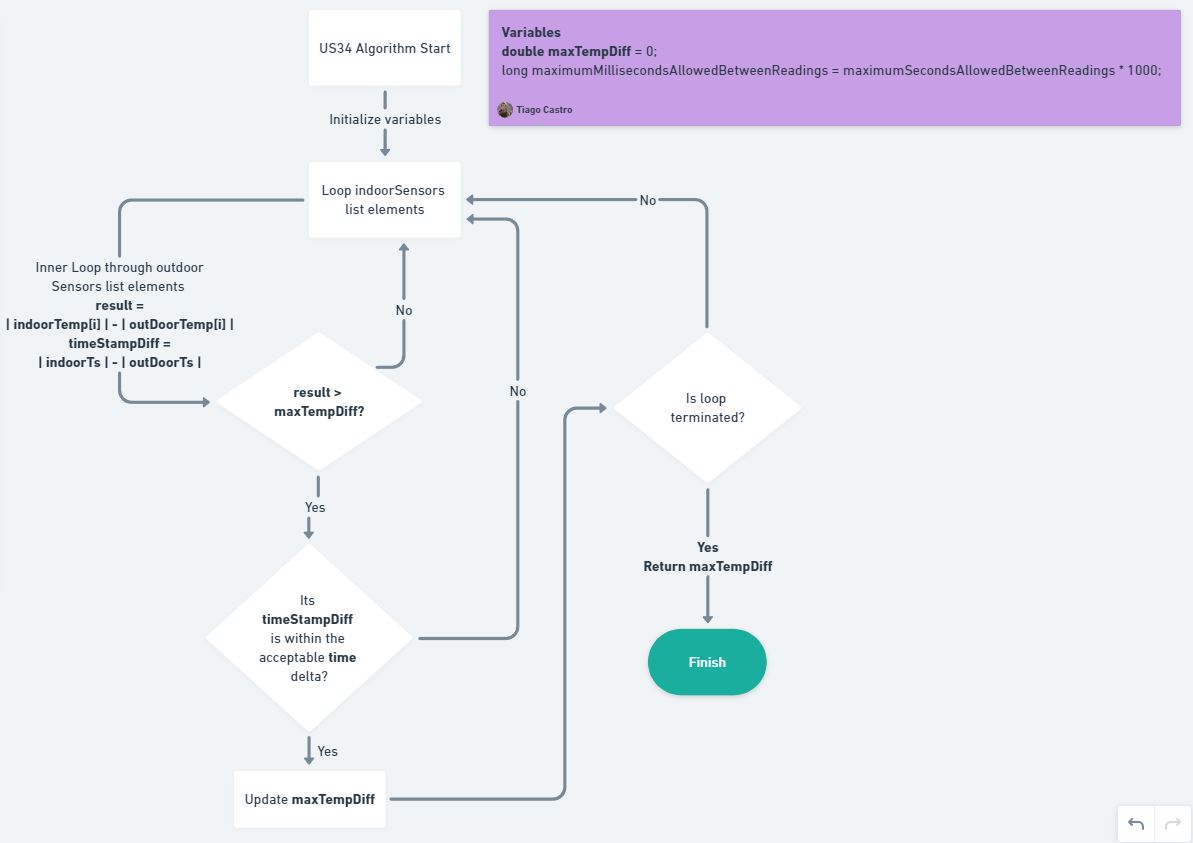 US34 Algorithm Start
Variables
double maxTempDiff = 0;
long maximumMillisecondsAllowedBetweenReadings = maximumSecondsAllowedBetweenReadings * 1000;
Tiago Castro
Initialize variables
Loop indoorSensors
list elements
No
Inner Loop through outdoor
Sensors list elements
result =
| indoorTemp[i] | - | outDoorTemp[i] |
timeStampDiff =
| indoorTs | - | outDoorTs |
No
result >
maxTempDiff?
No
Is loop
terminated?
Yes
Yes
Return maxTempDiff
Its
timeStampDiff
is within the
acceptable time
delta?
Finish
Yes
Update maxTempDiff